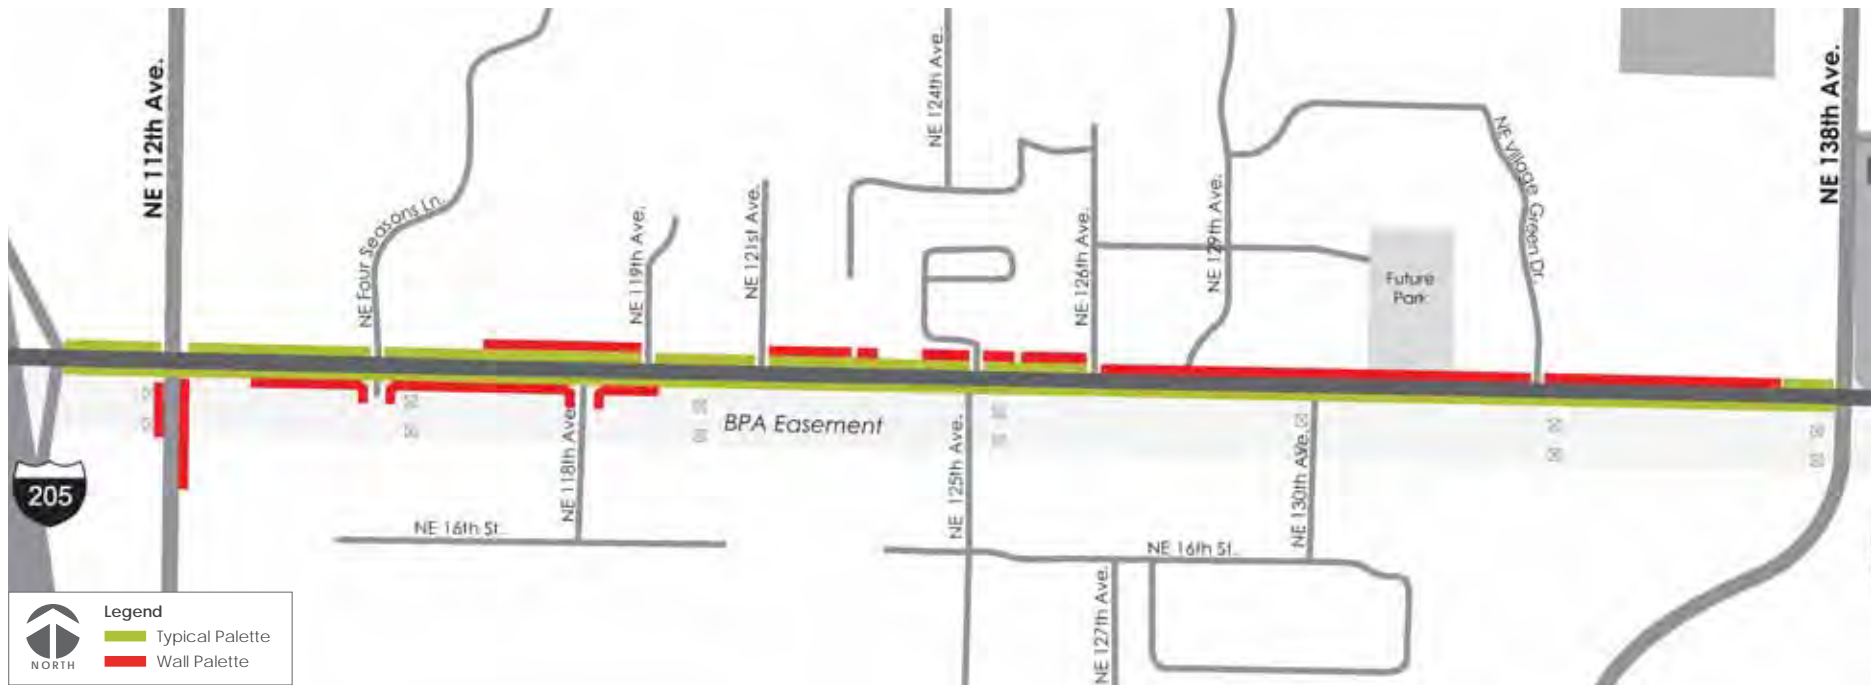 NE 112th Ave.
NE Four Seasons Ln.
NE 119th Ave.
NE 121st Ave.
NE 124th Ave.
NE 126th Ave.
NE 129th Ave.
NE Village Green Dr.
NE 138th Ave.
Future
Park
BPA Easement
205
NE 118th Ave.
NE 125th Ave.
NE 130th Ave.
NE 16th St.
NE 16th St.
NE 127th Ave.
Legend
Typical Palette
Wall Palette
NORTH